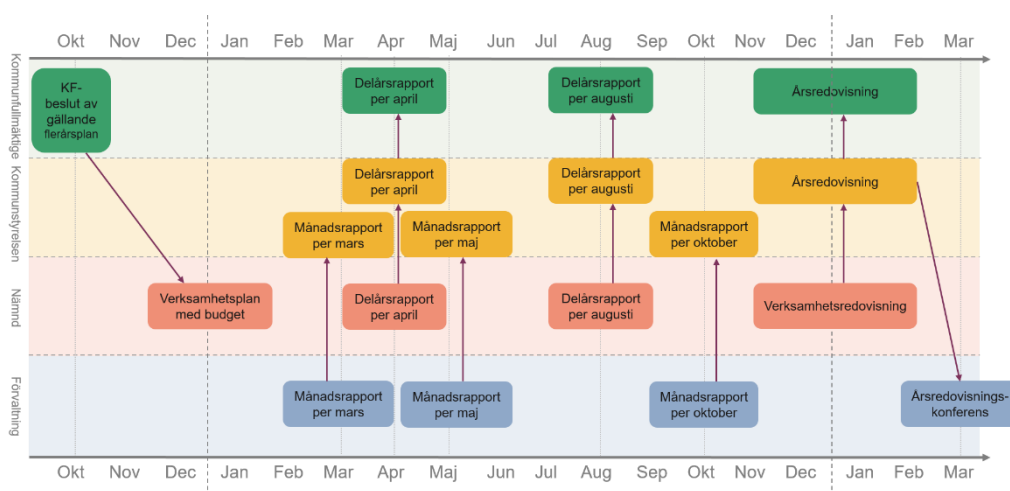 Okt Nov Dec Jan Feb Mar Apr Maj Jun Jul Aug Sep Okt Nov Dec Jan Feb Mar
Kommunfullmäktige
KF-
beslut av
gällande
flerårsplan
Delårsrapport
per april
Delårsrapport
per augusti
Årsredovisning
Kommunstyrelsen
Delårsrapport
per april
Delårsrapport
per augusti
Årsredovisning
Månadsrapport
per mars
Månadsrapport
per maj
Månadsrapport
per oktober
Nämnd
Verksamhetsplan
med budget
Delårsrapport
per april
Delårsrapport
per augusti
Verksamhetsredovisning
Förvaltning
Månadsrapport
per mars
Månadsrapport
per maj
Månadsrapport
per oktober
Årsredovisnings-
konferens
Okt Nov Dec Jan Feb Mar Apr Maj Jun Jul Aug Sep Okt Nov Dec Jan Feb Mar